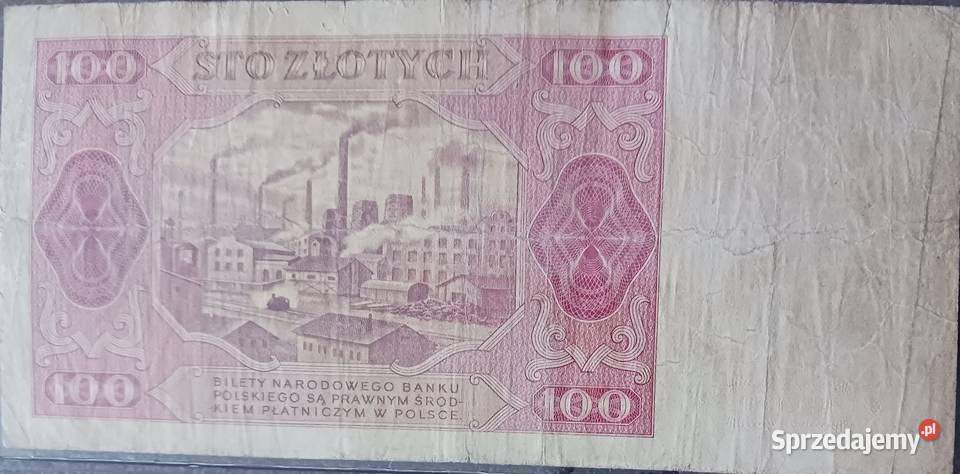 100 STO ZŁOTYCH 100
BILETY NARODOWEGO BANKU
POLSKIEGO SĄ PRAWNYM ŚROD-
KIEM PŁATNICZYM W POLSCE.
100 100
Sprzedajemy.pl